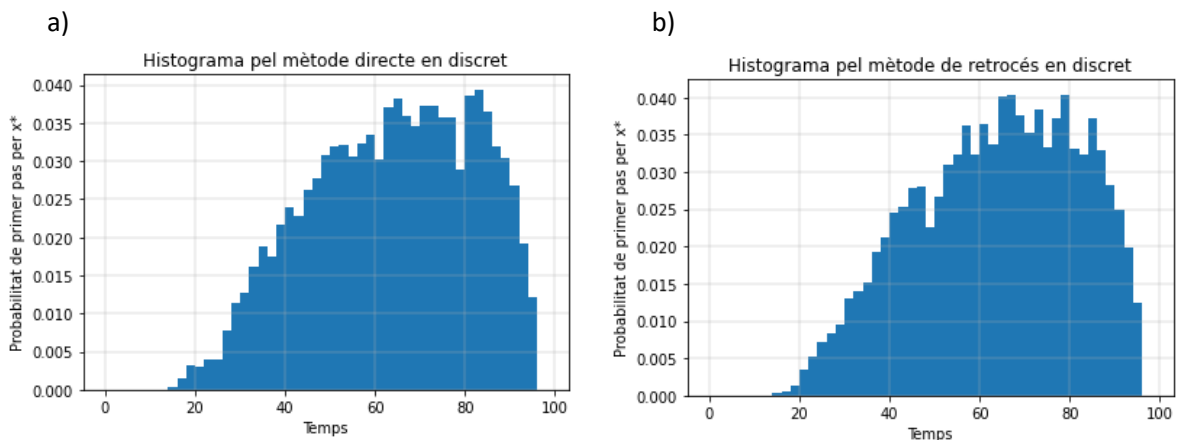 a)
Histograma pel mètode directe en discret
Probabilitat de primer pas per x*
0.040
0.035
0.030
0.025
0.020
0.015
0.010
0.005
0.000
0 20 40 60 80 100
Temps
b)
Histograma pel mètode de retrocés en discret
Probabilitat de primer pas per x*
0.040
0.035
0.030
0.025
0.020
0.015
0.010
0.005
0.000
0 20 40 60 80 100
Temps